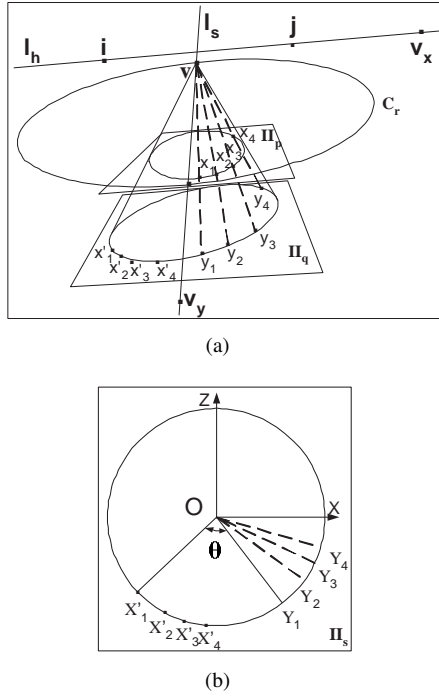 l_h i l_s j v_x
v
C_r
x_4 Π_p
x_3
x_2
x_1
y_4
x'_1 y_3
x'_2 x'_3 x'_4 y_1 y_2 Π_q
v_y
(a)
Z
O X
θ
Y_4
Y_3
X'_1 Y_2
X'_2 Y_1
X'_3 X'_4 Π_s
(b)